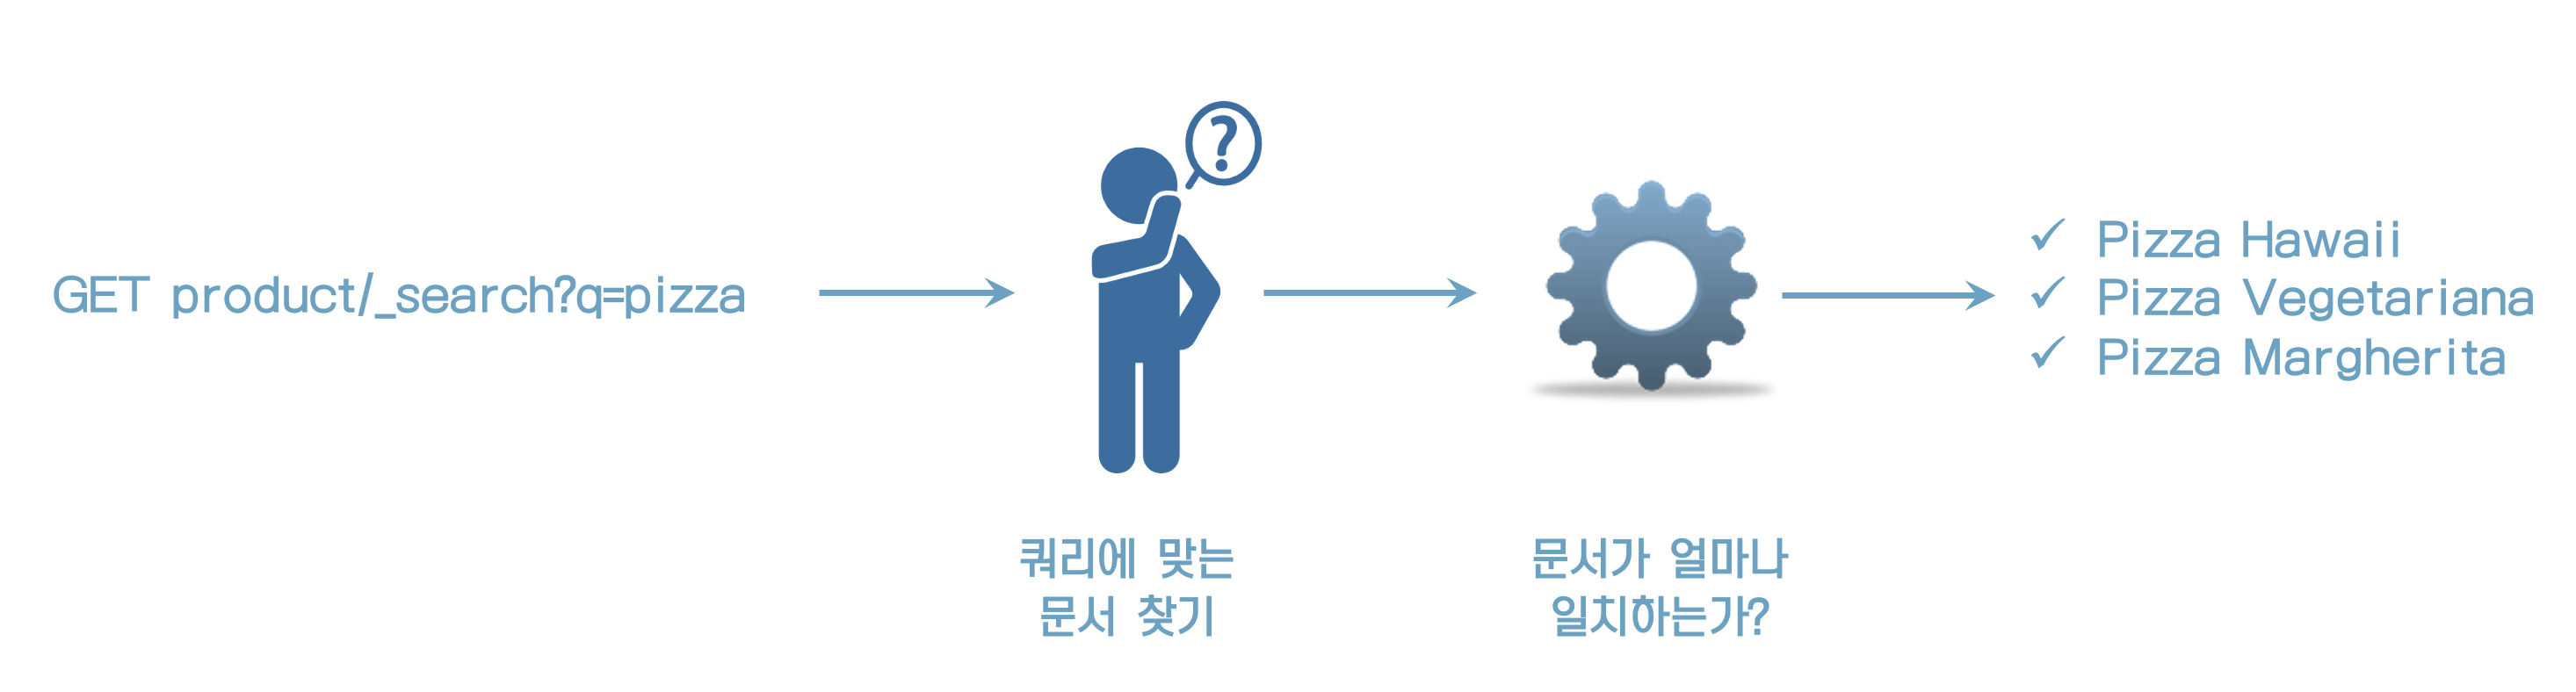 GET product/_search?q=pizza
?
쿼리에 맞는
문서 찾기
문서가 얼마나
일치하는가?
✓ Pizza Hawaii
✓ Pizza Vegetariana
✓ Pizza Margherita